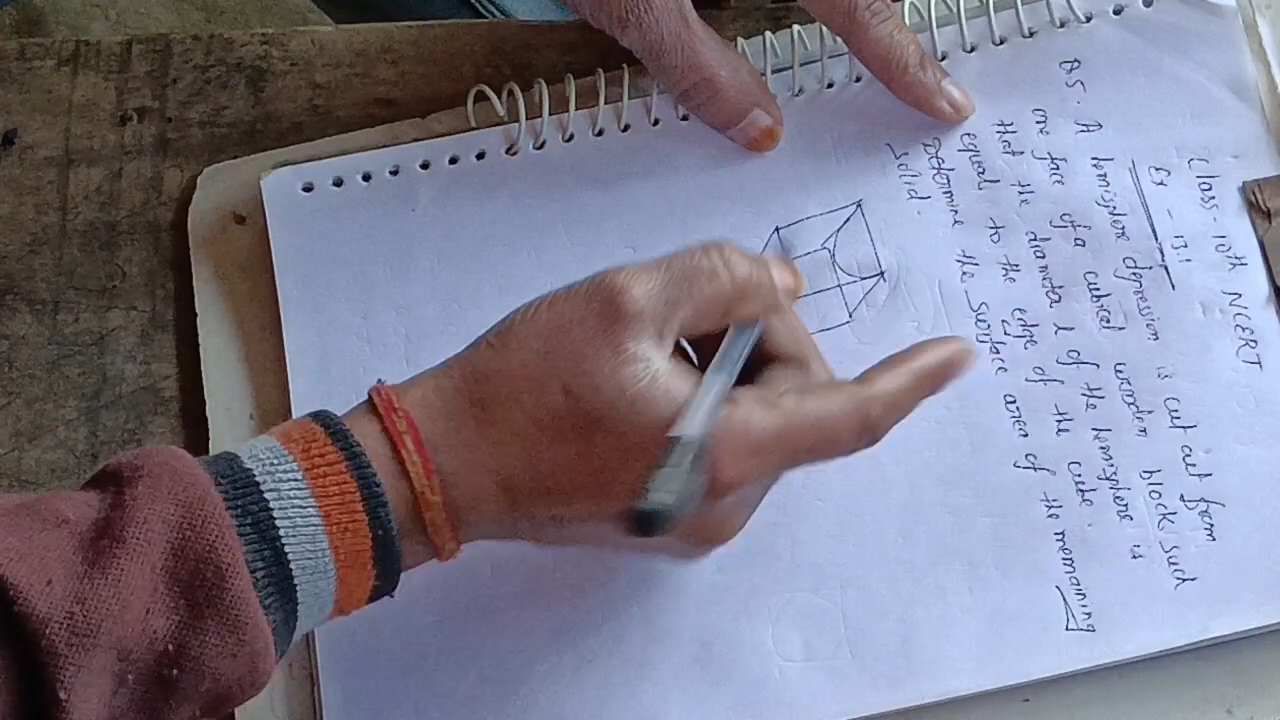 Class - 10th NCERT
Ex - 13.1
Q5. A hemisphere depression is cut out from
one face of a cubical wooden block such
that the diameter l of the hemisphere is
equal to the edge of the cube.
Determine the surface area of the memaining
solid.